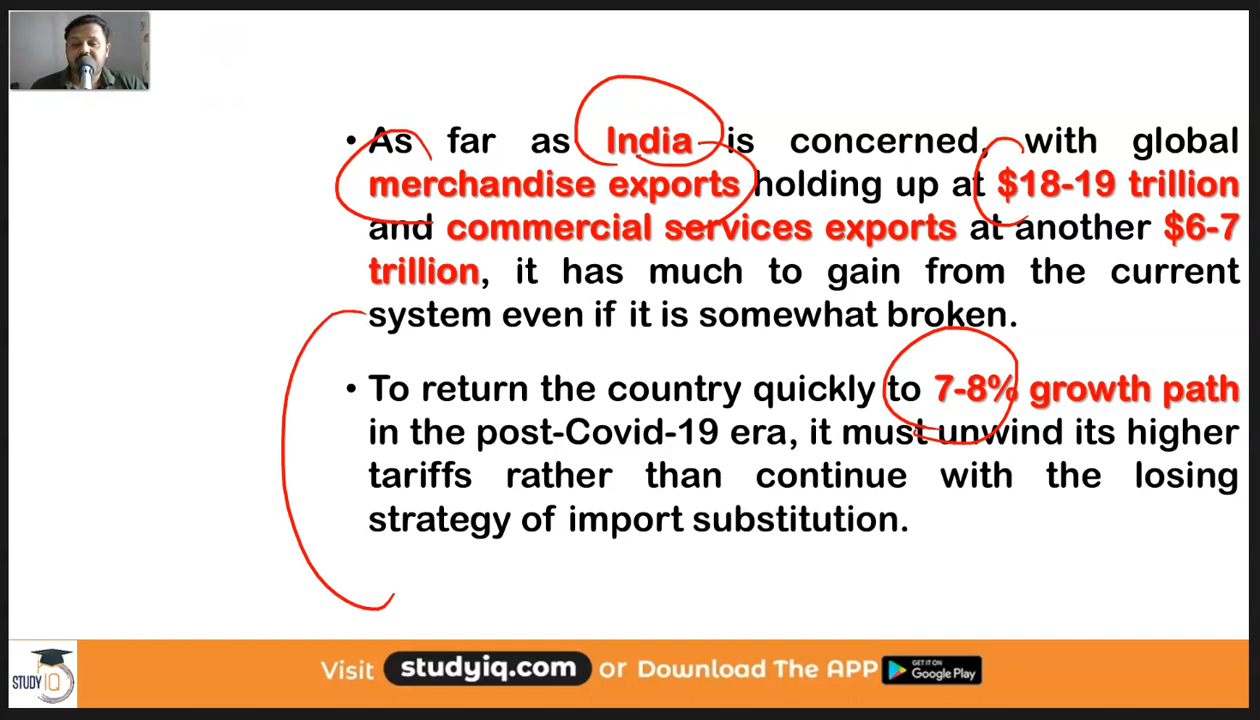 • As far as India is concerned, with global
merchandise exports holding up at $18-19 trillion
and commercial services exports at another $6-7
trillion, it has much to gain from the current
system even if it is somewhat broken.
• To return the country quickly to 7-8% growth path
in the post-Covid-19 era, it must unwind its higher
tariffs rather than continue with the losing
strategy of import substitution.
STUDY IQ
Visit studyiq.com or Download The APP GET IT ON
Google Play